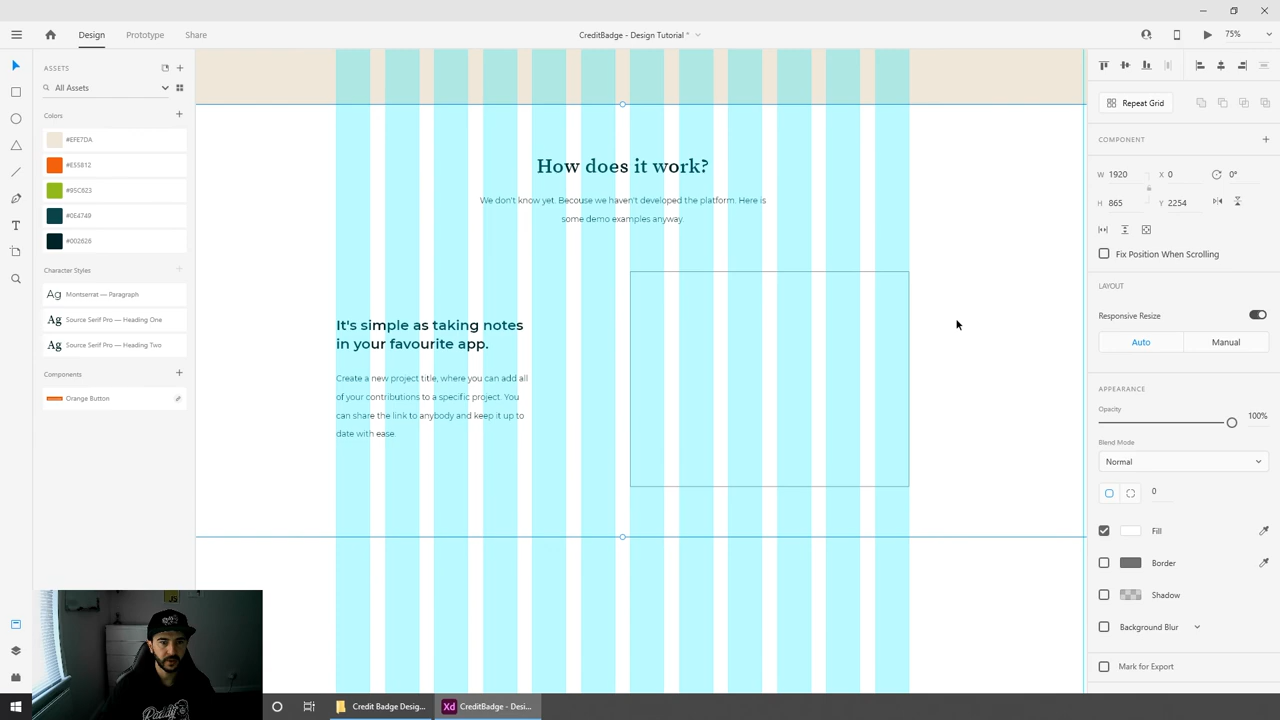 Design
Prototype
Share
CreditBadge - Design Tutorial *
75%
ASSETS
All Assets
Colors
#EFE7DA
#E55812
#95C623
#0E4749
#002626
Character Styles
Ag Montserrat — Paragraph
Ag Source Serif Pro — Heading One
Ag Source Serif Pro — Heading Two
Components
Orange Button
How does it work?
We don't know yet. Becouse we haven't developed the platform. Here is
some demo examples anyway.
It's simple as taking notes
in your favourite app.
Create a new project title, where you can add all
of your contributions to a specific project. You
can share the link to anybody and keep it up to
date with ease.
Repeat Grid
COMPONENT
W 1920 X 0 0°
H 865 Y 2254
Fix Position When Scrolling
LAYOUT
Responsive Resize
Auto Manual
APPEARANCE
Opacity
100%
Blend Mode
Normal
0
Fill
Border
Shadow
Background Blur
Mark for Export
Credit Badge Desig...
Xd CreditBadge - Desi...